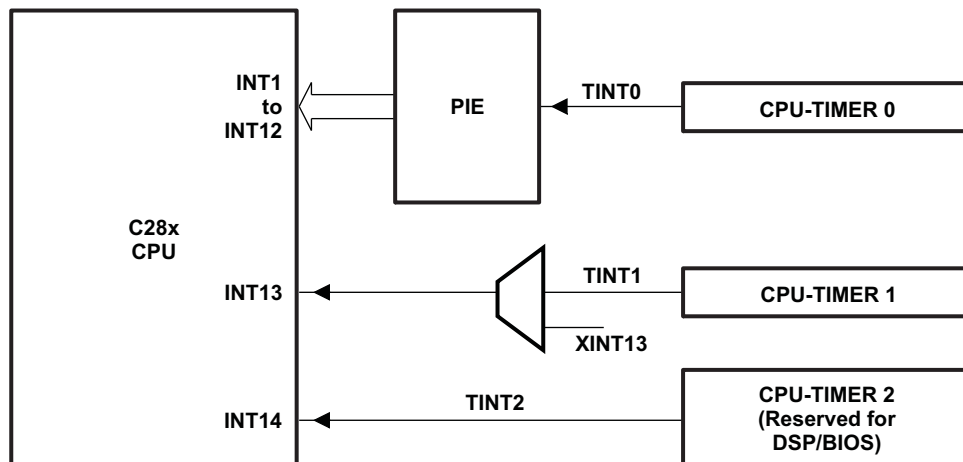 INT1
to
INT12
PIE
TINT0
CPU-TIMER 0
C28x
CPU
INT13
TINT1
CPU-TIMER 1
XINT13
INT14
TINT2
CPU-TIMER 2
(Reserved for
DSP/BIOS)